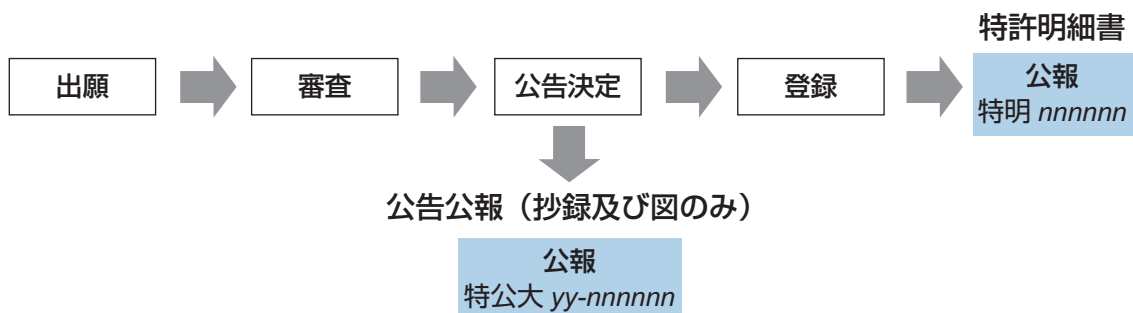 特許明細書
出願
審査
公告決定
登録
公報
特明 nnnnnn
公告公報（抄録及び図のみ）
公報
特公大 yy-nnnnnn